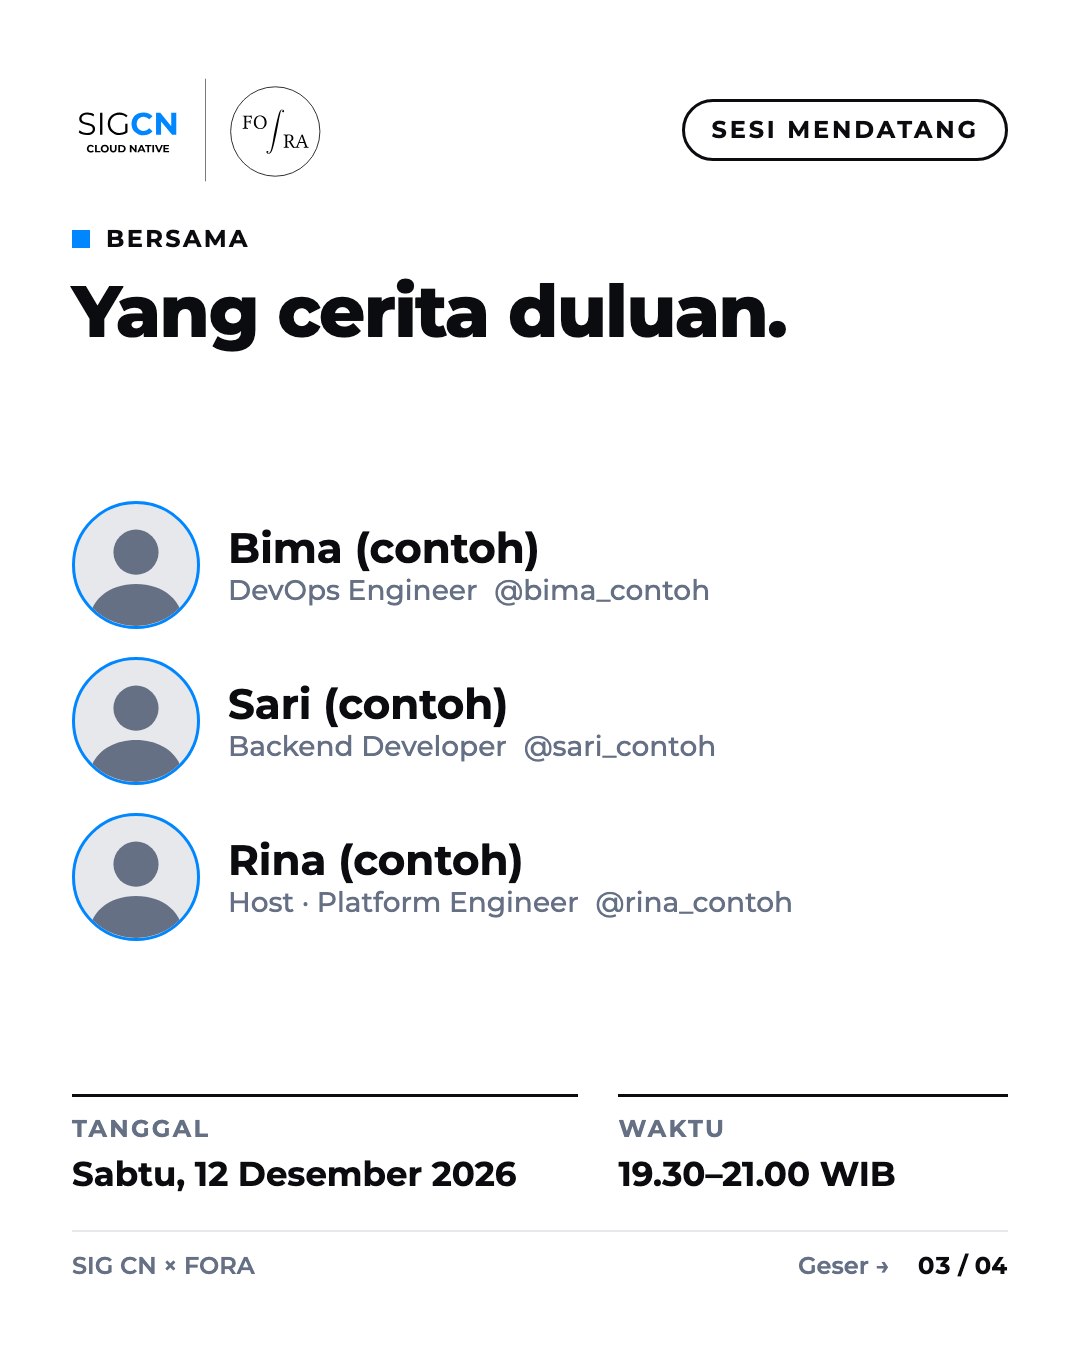 SIGCN
CLOUD NATIVE
FO RA
SESI MENDATANG
BERSAMA
Yang cerita duluan.
Bima (contoh)
DevOps Engineer @bima_contoh
Sari (contoh)
Backend Developer @sari_contoh
Rina (contoh)
Host · Platform Engineer @rina_contoh
TANGGAL
Sabtu, 12 Desember 2026
WAKTU
19.30–21.00 WIB
SIG CN × FORA
Geser → 03 / 04